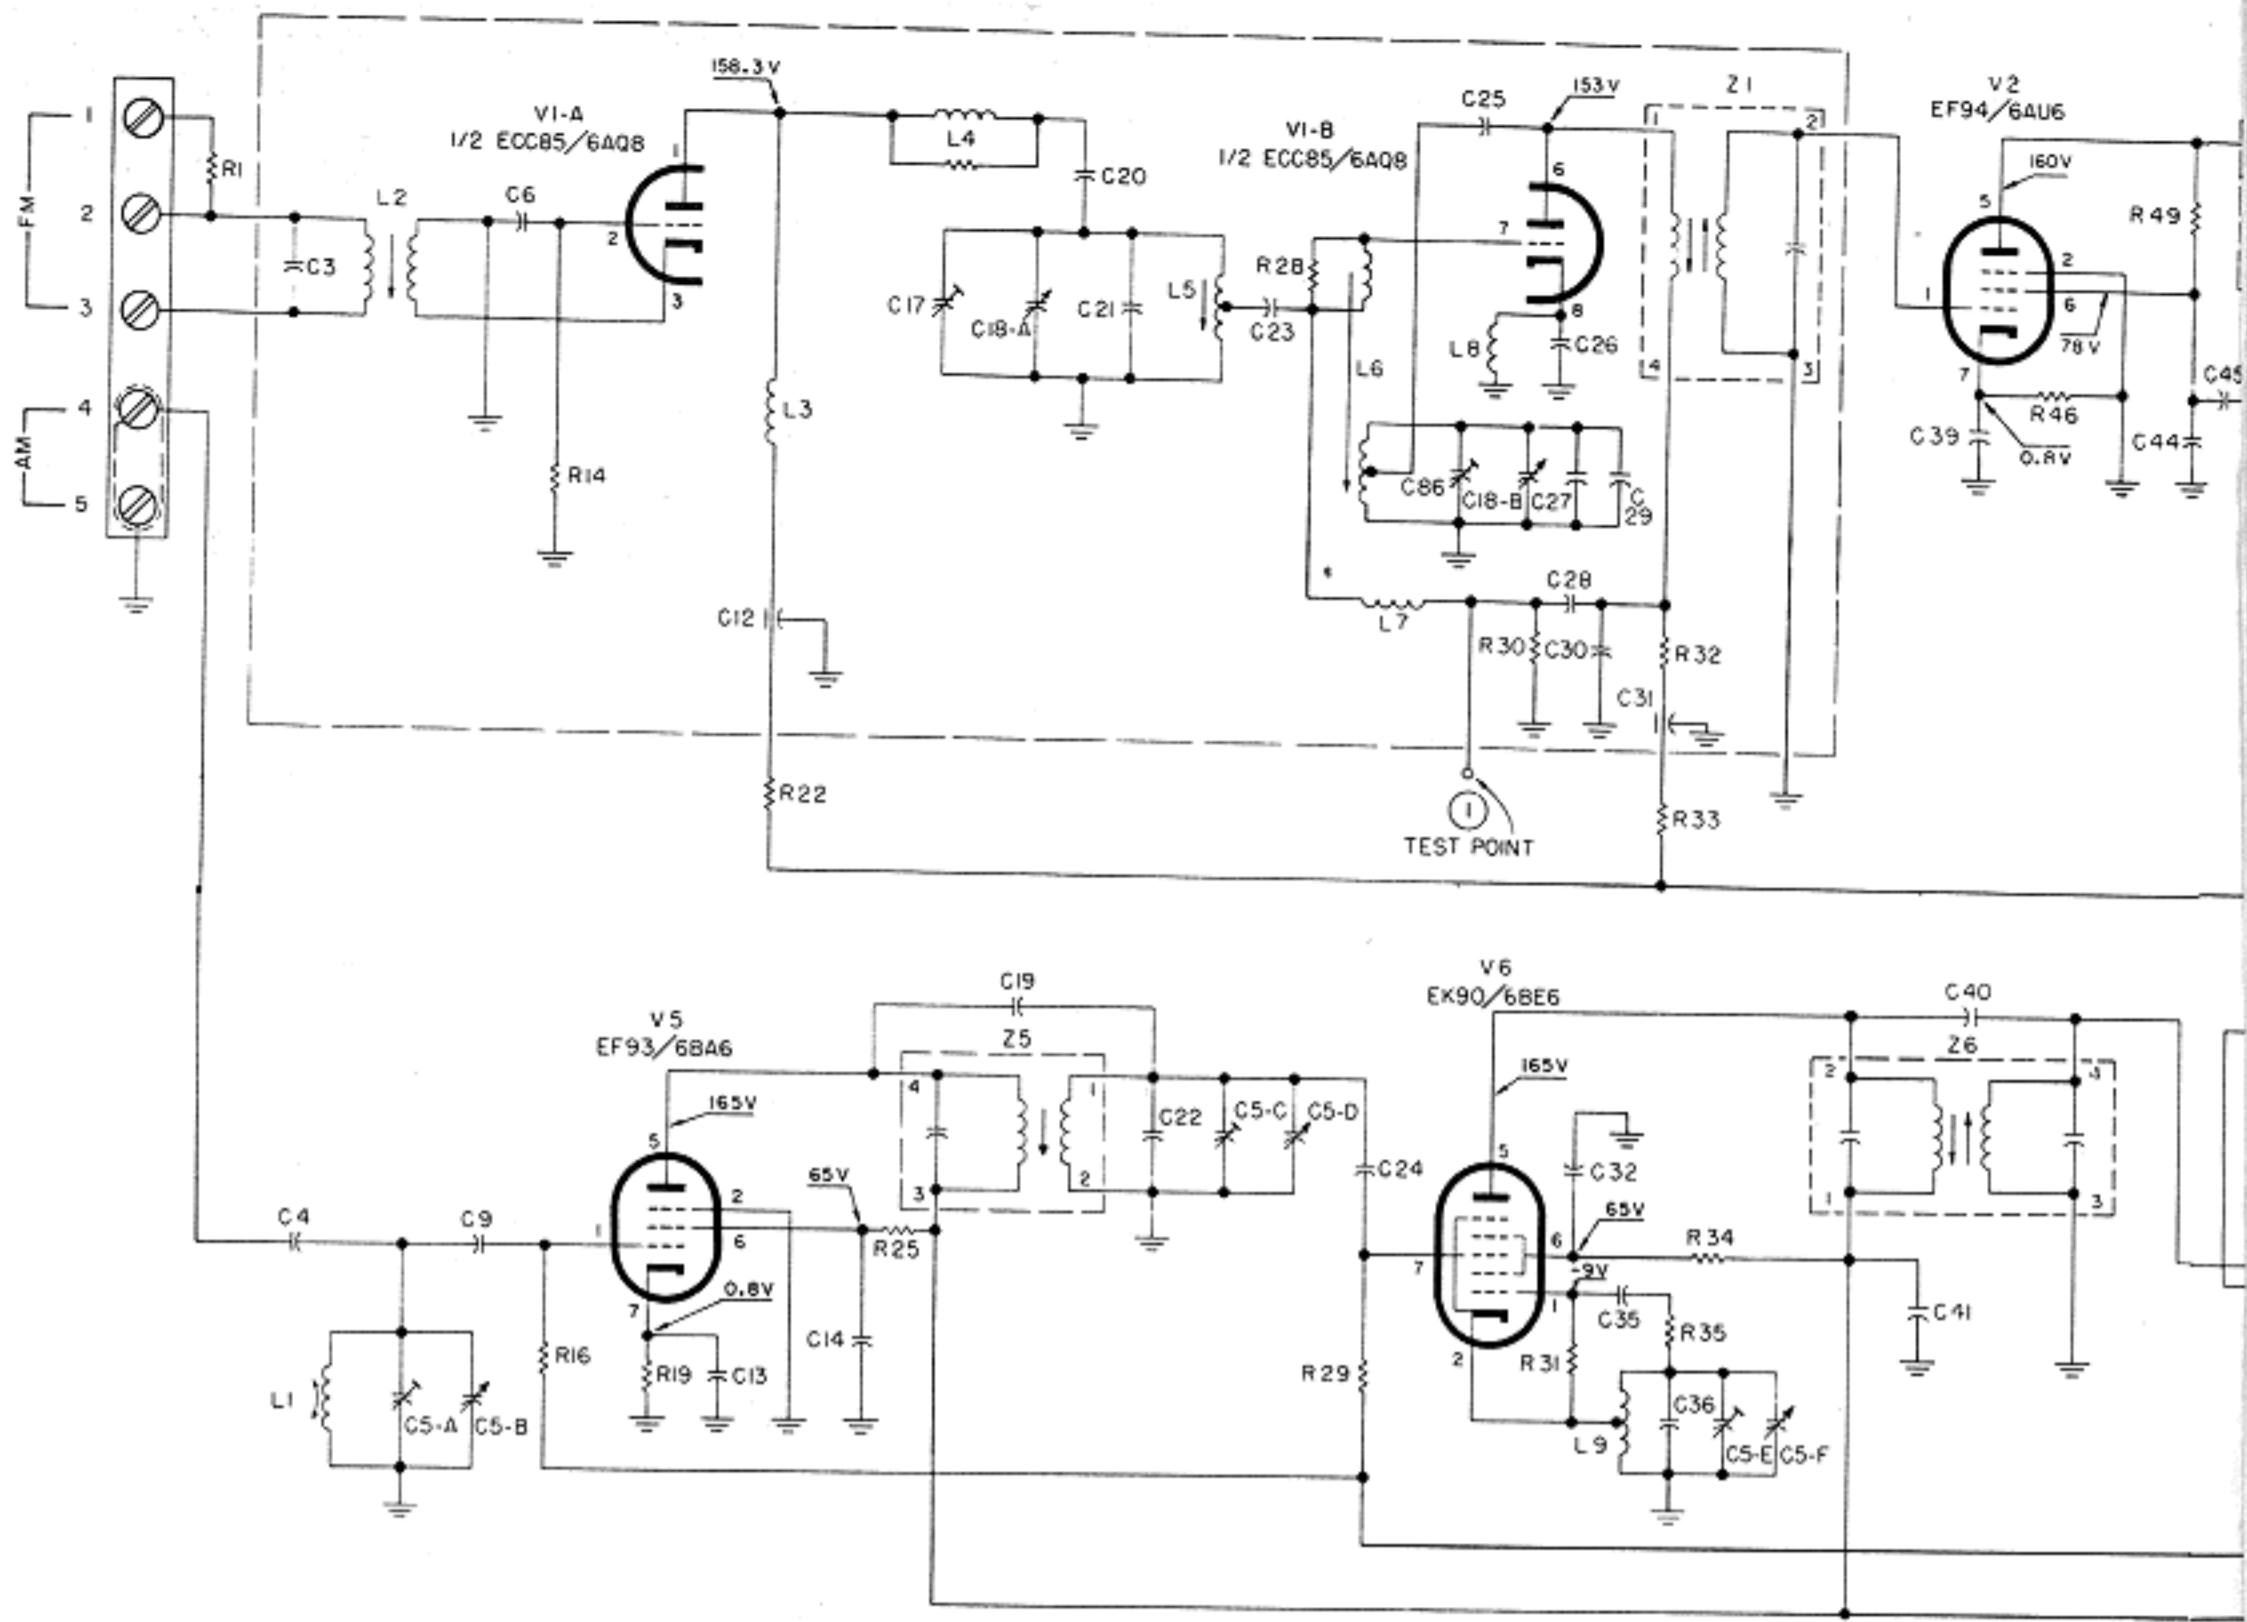 158.3V
153V
Z1
V2
EF94/6AU6
V1-A
1/2 ECC85/6AQ8
V1-B
1/2 ECC85/6AQ8
C25
1
2
160V
FM
1
2
3
R1
L2
C6
C3
2
1
3
L4
C20
R28
7
6
8
R49
5
2
6
1
78V
7
R46
0.8V
C39
C44
C45
C17
C18-A
C21
L5
C23
L6
L8
C26
4
3
AM
4
5
L3
R14
C86
C18-B
C27
C
29
C12
L7
C28
R30
C30
R32
C31
R22
R33
1
TEST POINT
C19
V6
EK90/6BE6
C40
V5
EF93/6BA6
Z5
Z6
165V
4
1
3
2
C22
C5-C
C5-D
165V
5
C32
2
4
1
3
5
2
6
1
7
65V
R25
C24
65V
6
R34
7
-9V
1
C35
R35
C41
C4
C9
0.8V
C14
R16
R19
C13
R29
2
R31
C36
L9
C5-E
C5-F
L1
C5-A
C5-B